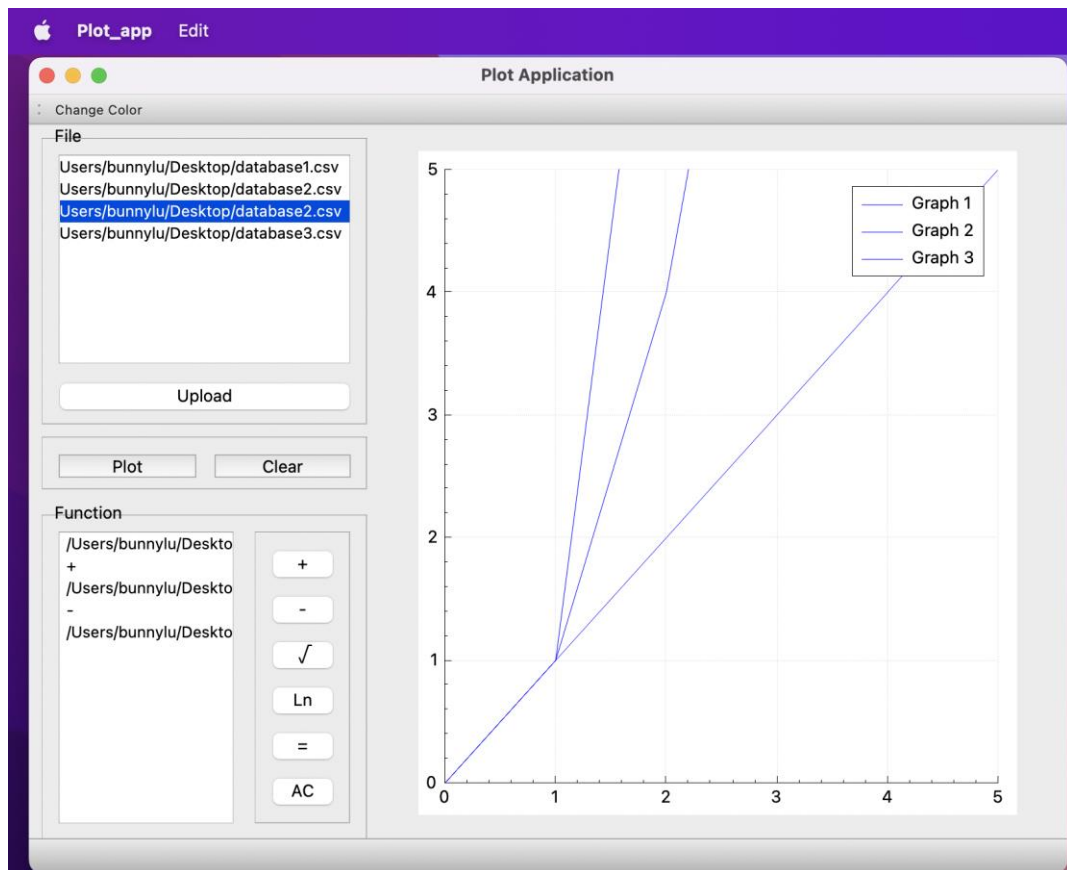 Plot_app Edit
Plot Application
Change Color
File
Users/bunnylu/Desktop/database1.csv
Users/bunnylu/Desktop/database2.csv
Users/bunnylu/Desktop/database2.csv
Users/bunnylu/Desktop/database3.csv
Upload
Plot Clear
Function
/Users/bunnylu/Deskto
+
/Users/bunnylu/Deskto
-
/Users/bunnylu/Deskto
+
-
√
Ln
=
AC
5
4
3
2
1
0
0 1 2 3 4 5
Graph 1
Graph 2
Graph 3